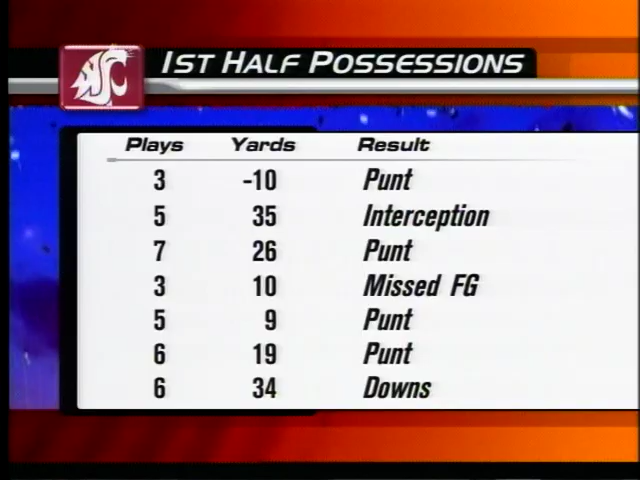 1ST HALF POSSESSIONS
Plays Yards Result
3 -10 Punt
5 35 Interception
7 26 Punt
3 10 Missed FG
5 9 Punt
6 19 Punt
6 34 Downs